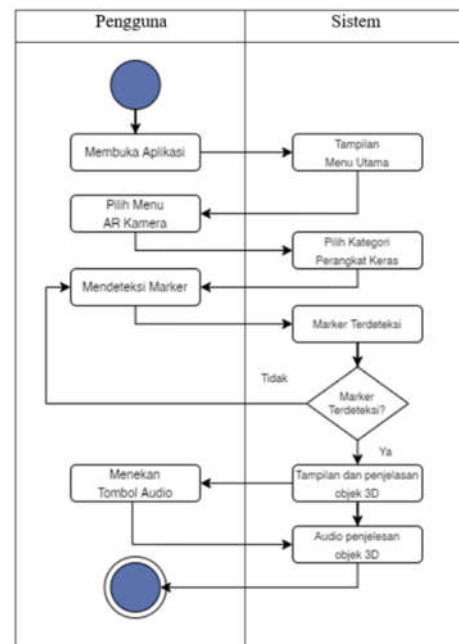 Pengguna
Sistem
Membuka Aplikasi
Tampilan
Menu Utama
Pilih Menu
AR Kamera
Pilih Kategori
Perangkat Keras
Mendeteksi Marker
Marker Terdeteksi
Tidak
Marker
Terdeteksi?
Ya
Menekan
Tombol Audio
Tampilan dan penjelasan
objek 3D
Audio penjelesan
objek 3D